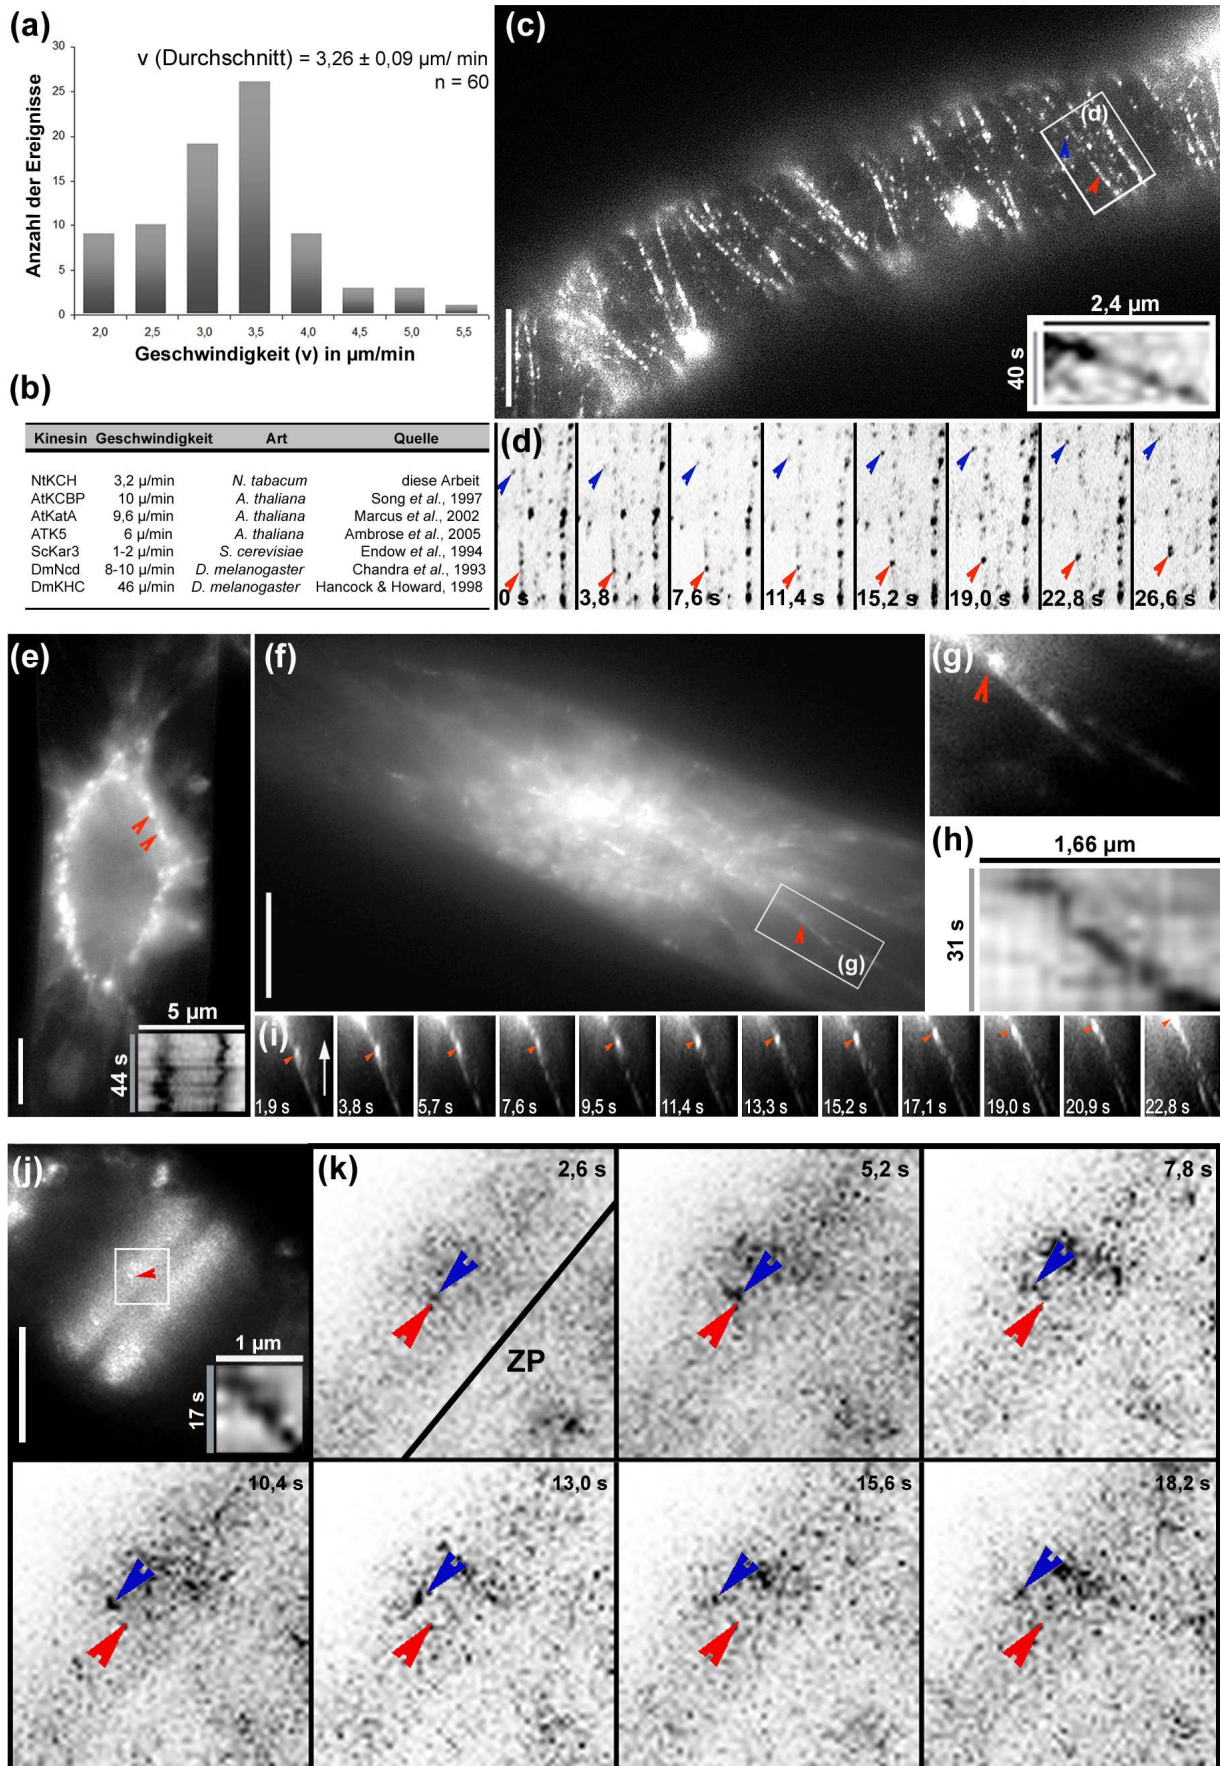 (a)
v (Durchschnitt) = 3,26 ± 0,09 µm/ min
n = 60
Anzahl der Ereignisse
30
25
20
15
10
5
0
2,0 2,5 3,0 3,5 4,0 4,5 5,0 5,5
Geschwindigkeit (v) in µm/min
(b)
Kinesin Geschwindigkeit Art Quelle
NtKCH 3,2 µ/min N. tabacum diese Arbeit
AtKCBP 10 µ/min A. thaliana Song et al., 1997
AtKatA 9,6 µ/min A. thaliana Marcus et al., 2002
ATK5 6 µ/min A. thaliana Ambrose et al., 2005
ScKar3 1-2 µ/min S. cerevisiae Endow et al., 1994
DmNcd 8-10 µ/min D. melanogaster Chandra et al., 1993
DmKHC 46 µ/min D. melanogaster Hancock & Howard, 1998
(c)
(d)
2,4 µm
40 s
(d)
0 s 3,8 7,6 s 11,4 s 15,2 s 19,0 s 22,8 s 26,6 s
(e)
5 µm
44 s
(f)
(g)
(g)
(h)
1,66 µm
31 s
(i)
1,9 s 3,8 s 5,7 s 7,6 s 9,5 s 11,4 s 13,3 s 15,2 s 17,1 s 19,0 s 20,9 s 22,8 s
(j)
1 µm
17 s
(k)
2,6 s 5,2 s 7,8 s
ZP
10,4 s 13,0 s 15,6 s 18,2 s